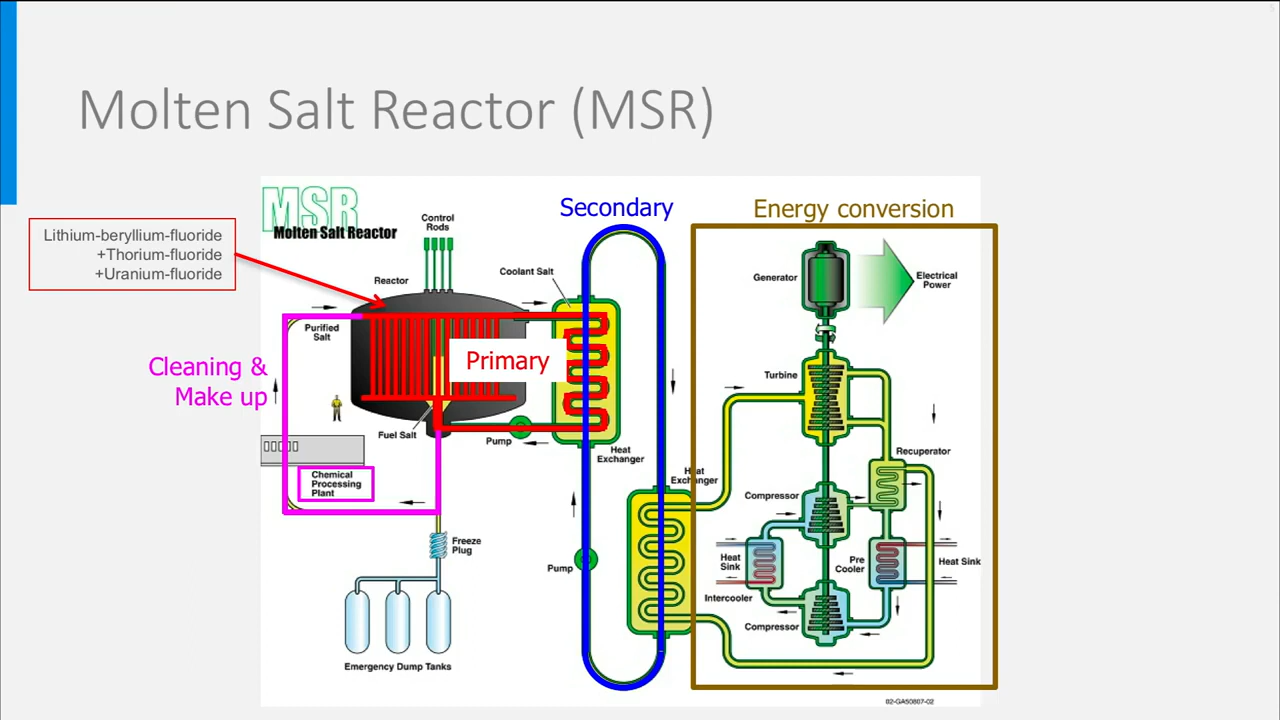 Molten Salt Reactor (MSR)
MSR
Molten Salt Reactor
Lithium-beryllium-fluoride
+Thorium-fluoride
+Uranium-fluoride
Control
Rods
Reactor
Coolant Salt
Secondary
Energy conversion
Generator
Electrical
Power
Purified
Salt
Primary
Cleaning &
Make up
Turbine
Fuel Salt
Pump
Heat
Exchanger
Recuperator
Heat
Exchanger
Compressor
Chemical
Processing
Plant
Freeze
Plug
Pump
Heat
Sink
Pre
Cooler
Heat Sink
Intercooler
Compressor
Emergency Dump Tanks
02-GA50807-02